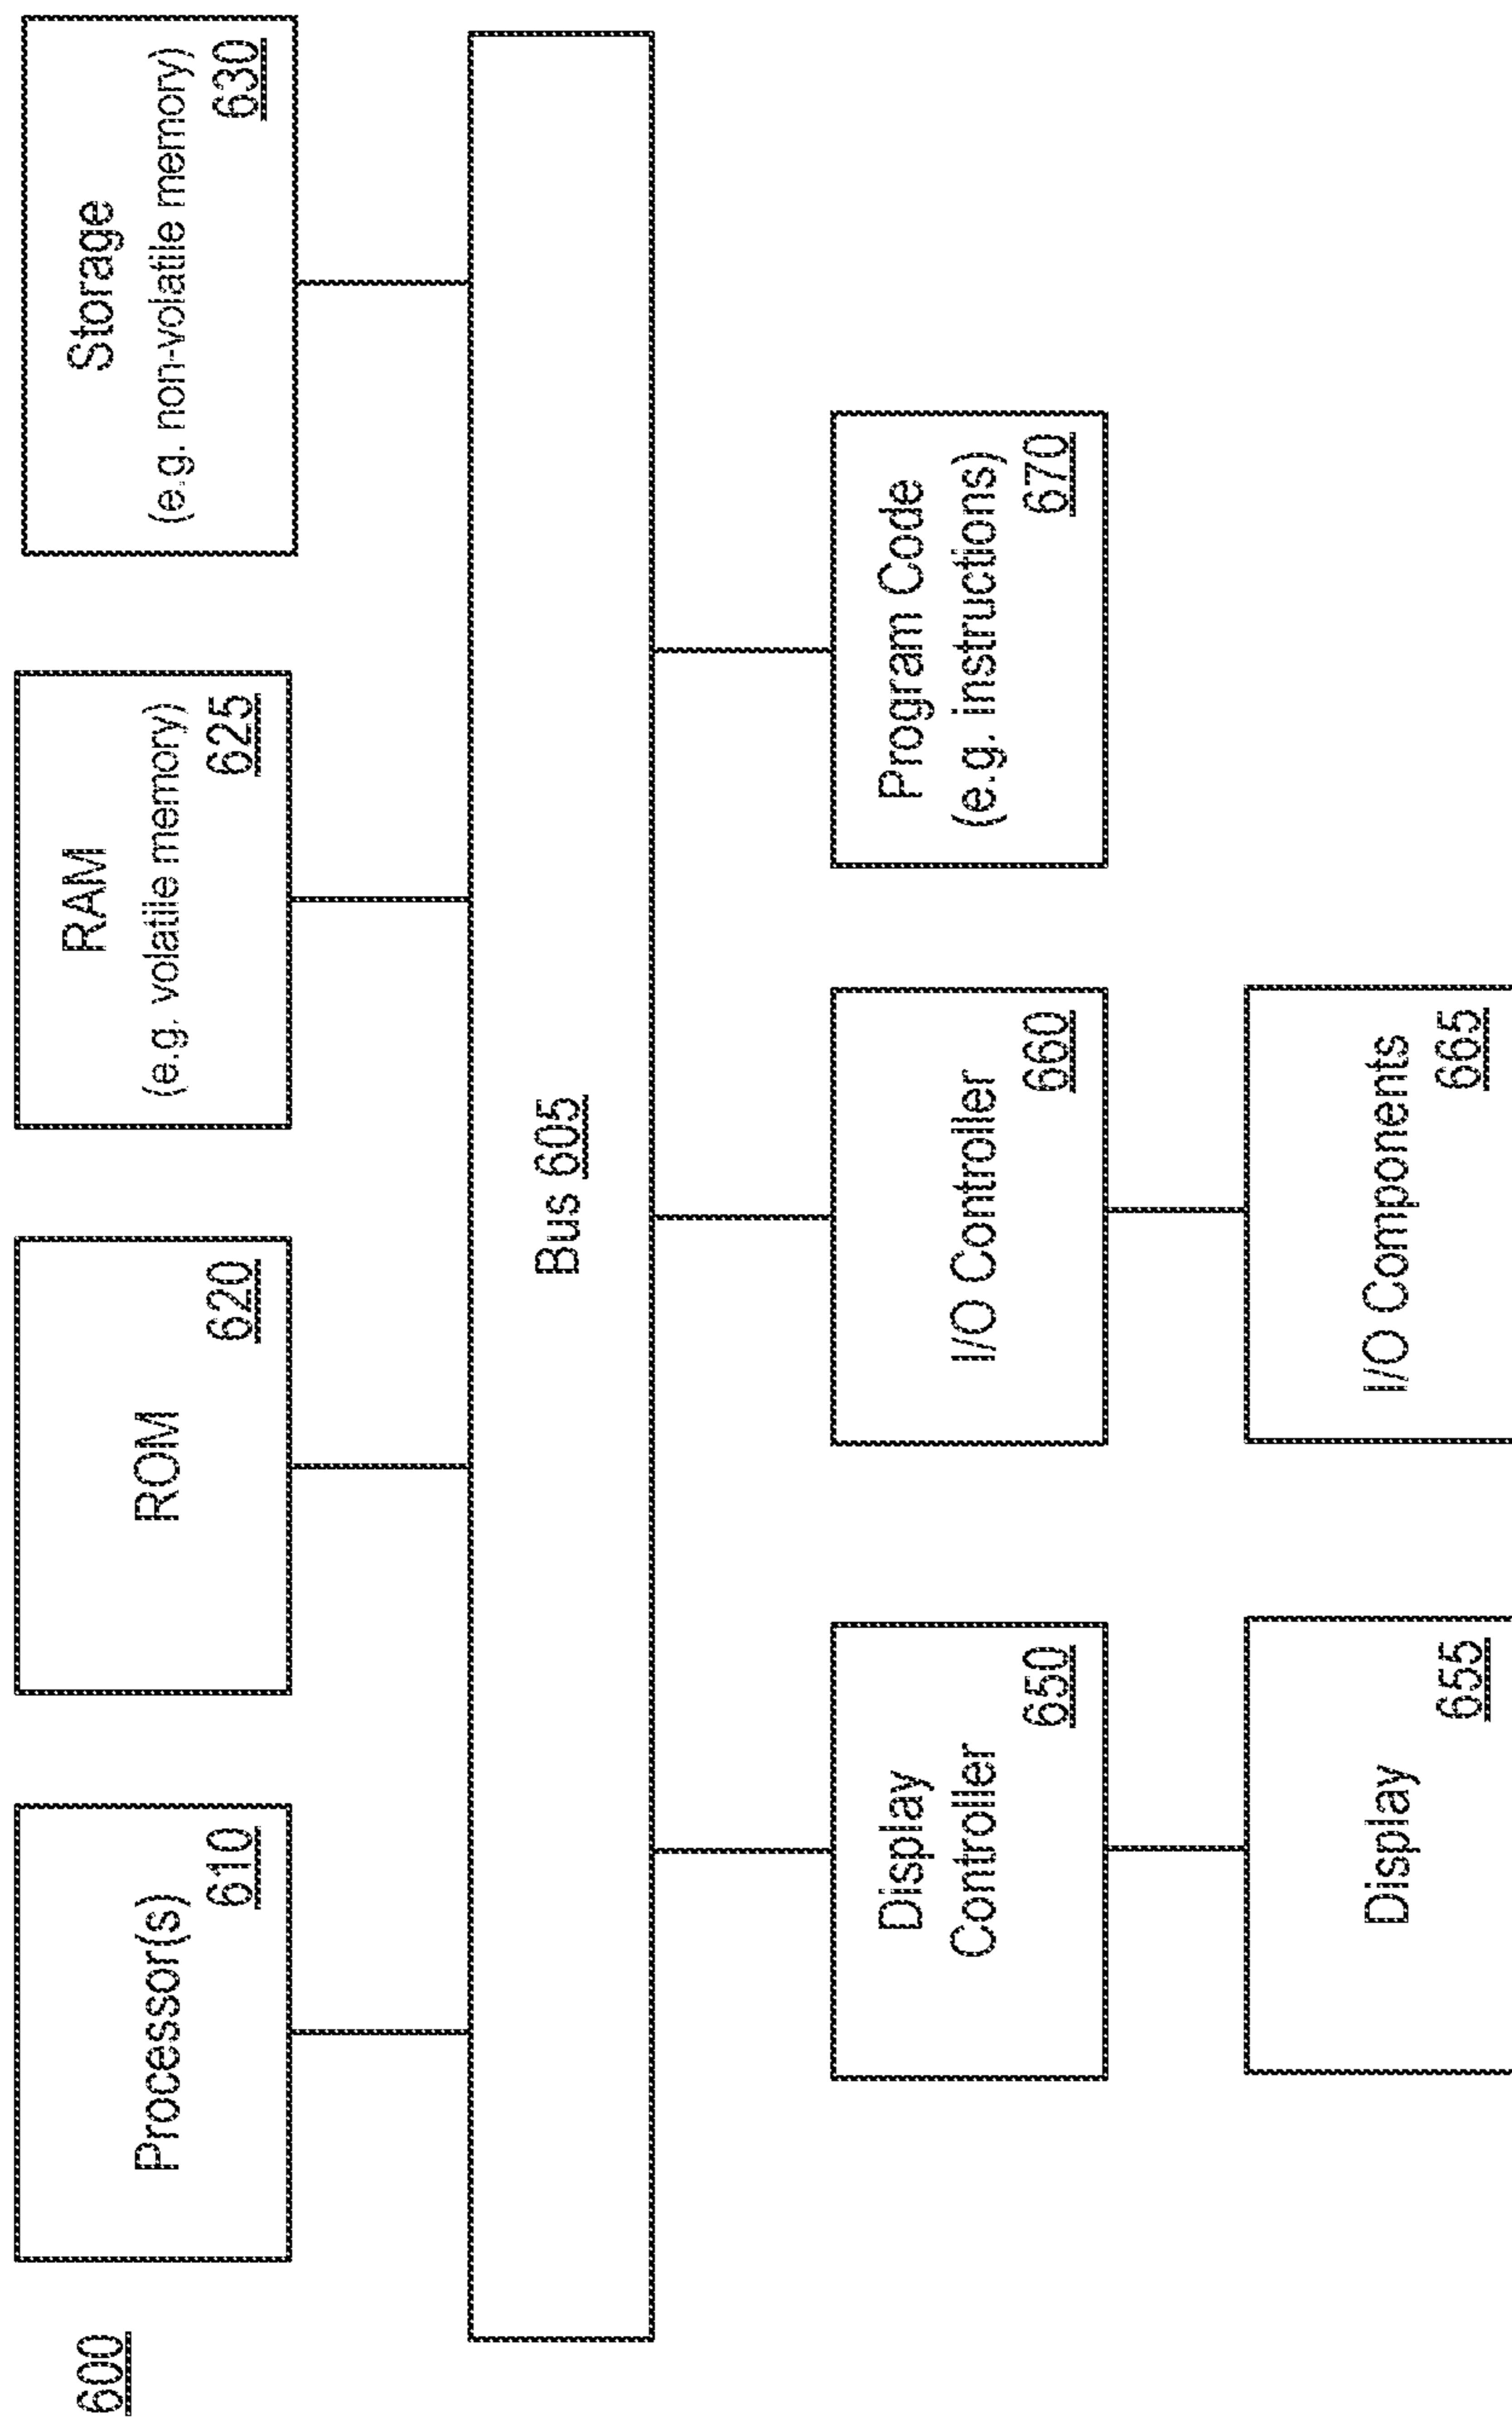 600
Processor(s)
610
ROM
620
RAM
(e.g. volatile memory)
625
Storage
(e.g. non-volatile memory)
630
Bus 605
Display
Controller
650
I/O Controller
660
Program Code
(e.g. instructions)
670
Display
655
I/O Components
665